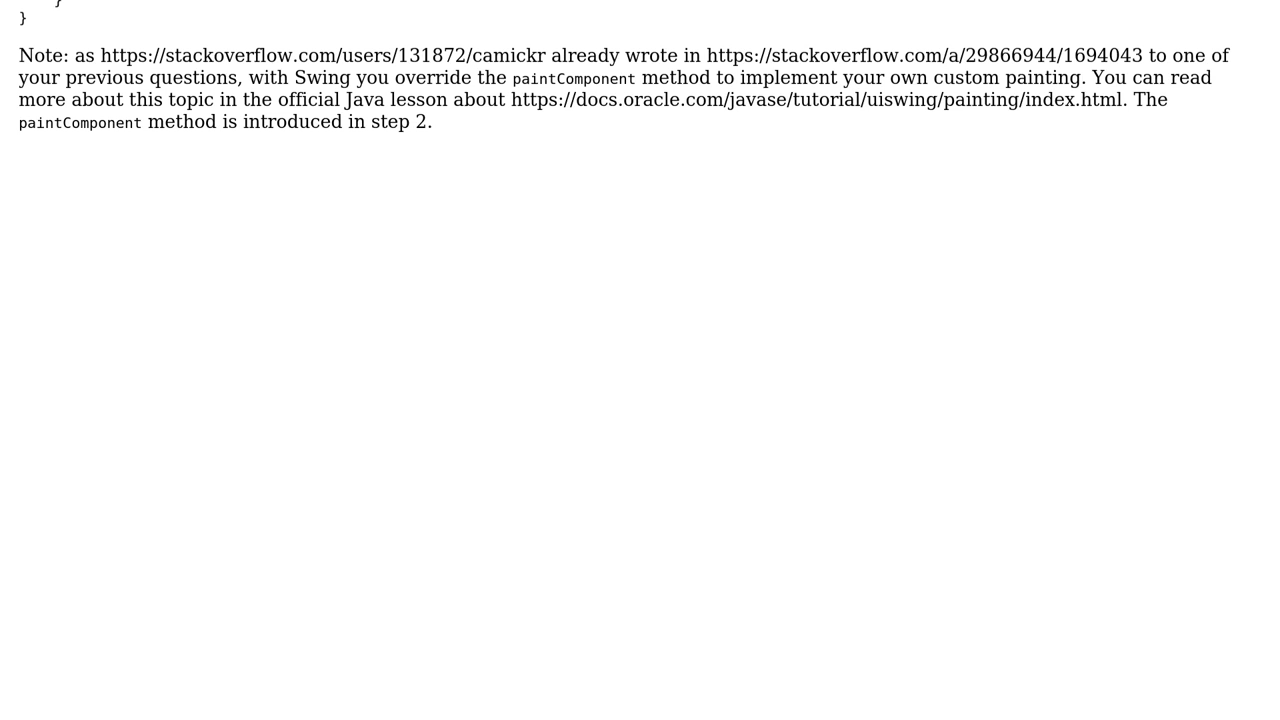 }
}
Note: as https://stackoverflow.com/users/131872/camickr already wrote in https://stackoverflow.com/a/29866944/1694043 to one of
your previous questions, with Swing you override the paintComponent method to implement your own custom painting. You can read
more about this topic in the official Java lesson about https://docs.oracle.com/javase/tutorial/uiswing/painting/index.html. The
paintComponent method is introduced in step 2.